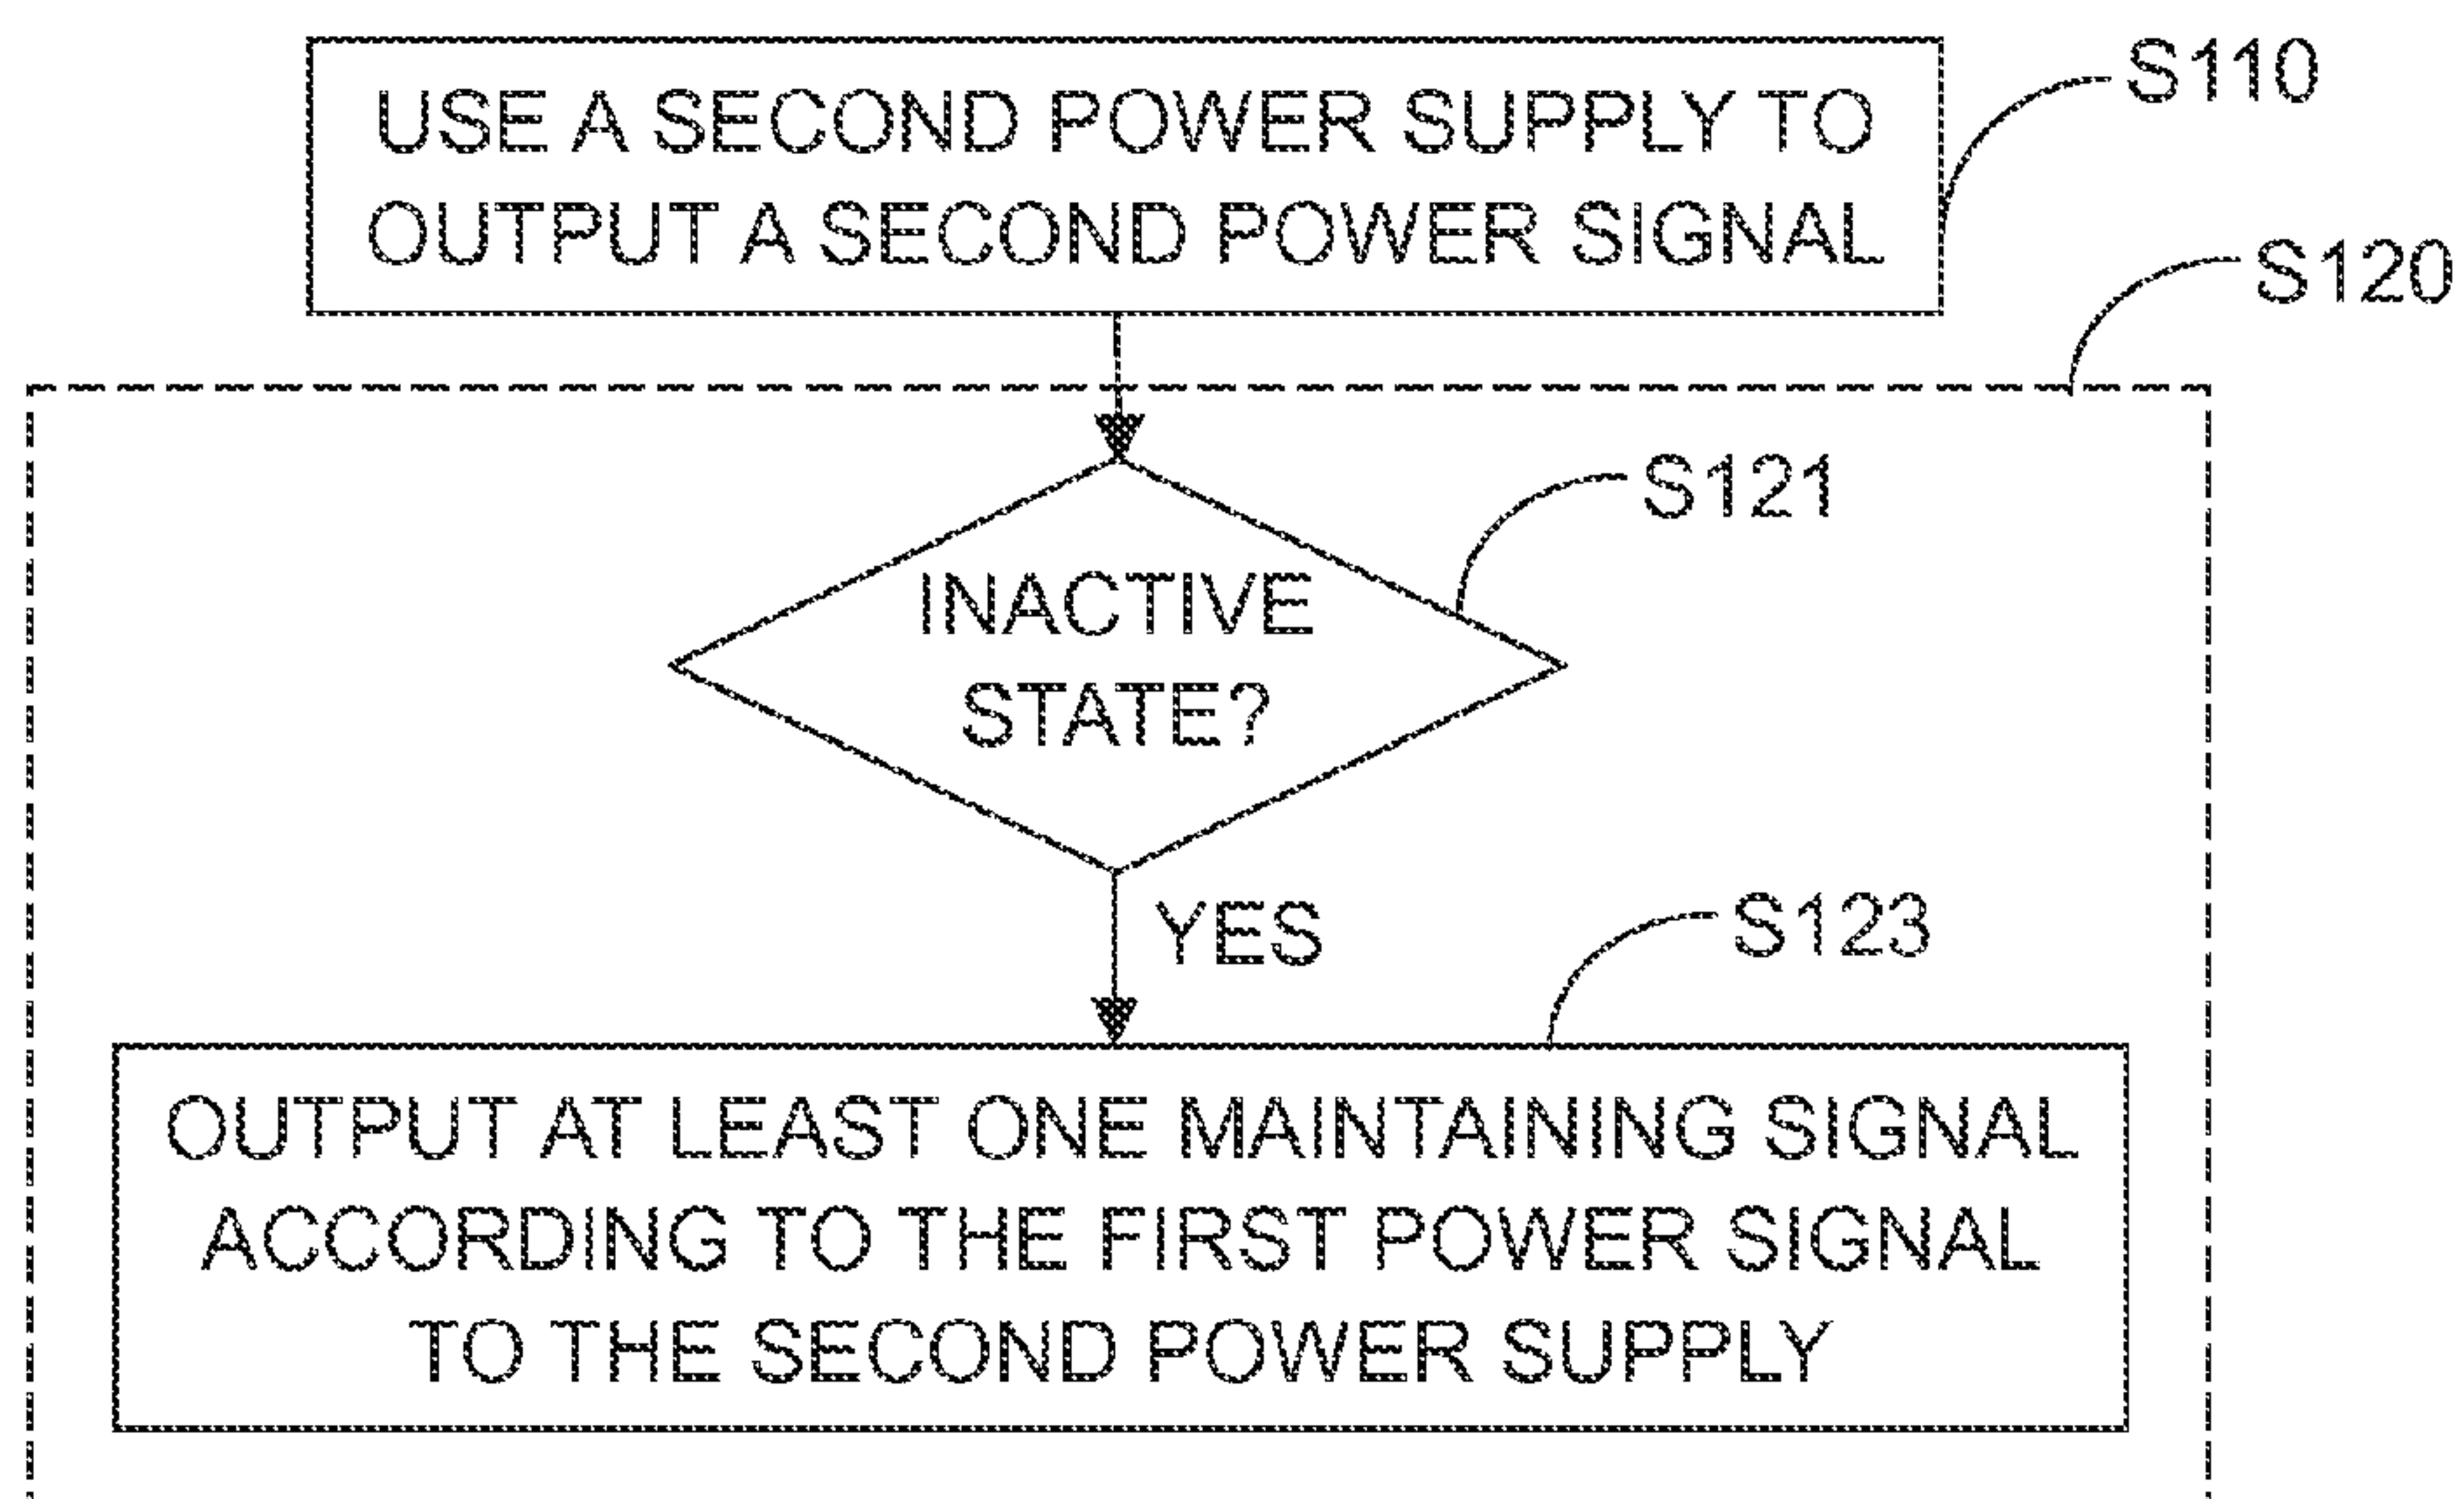 USE A SECOND POWER SUPPLY TO
OUTPUT A SECOND POWER SIGNAL
S110
S120
INACTIVE
STATE?
S121
YES
S123
OUTPUT AT LEAST ONE MAINTAINING SIGNAL
ACCORDING TO THE FIRST POWER SIGNAL
TO THE SECOND POWER SUPPLY